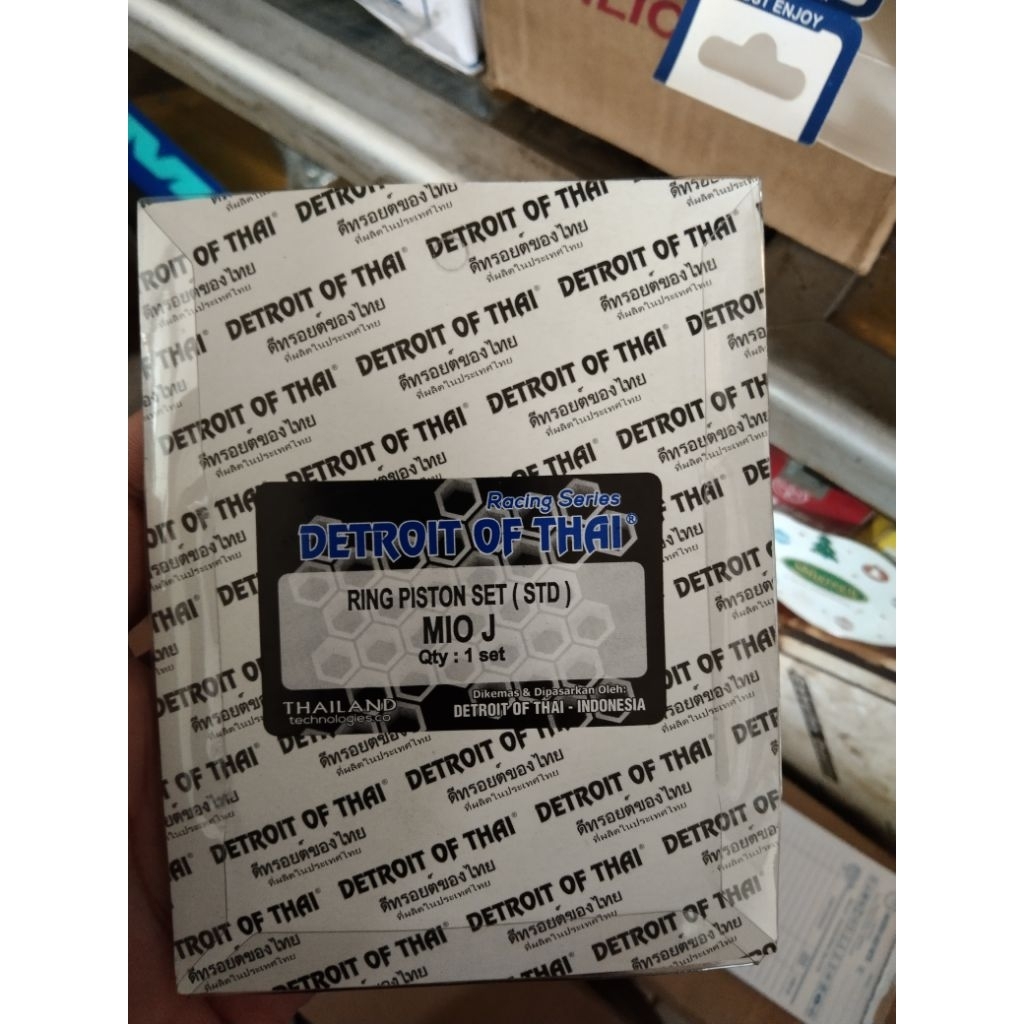 ENJOY
DETROIT OF THAI®
ดีทรอยต์ของไทย
ที่ผลิตในประเทศไทย
Racing Series
DETROIT OF THAI®
RING PISTON SET ( STD )
MIO J
Qty : 1 set
THAILAND
technologies.co
Dikemas & Dipasarkan Oleh:
DETROIT OF THAI - INDONESIA